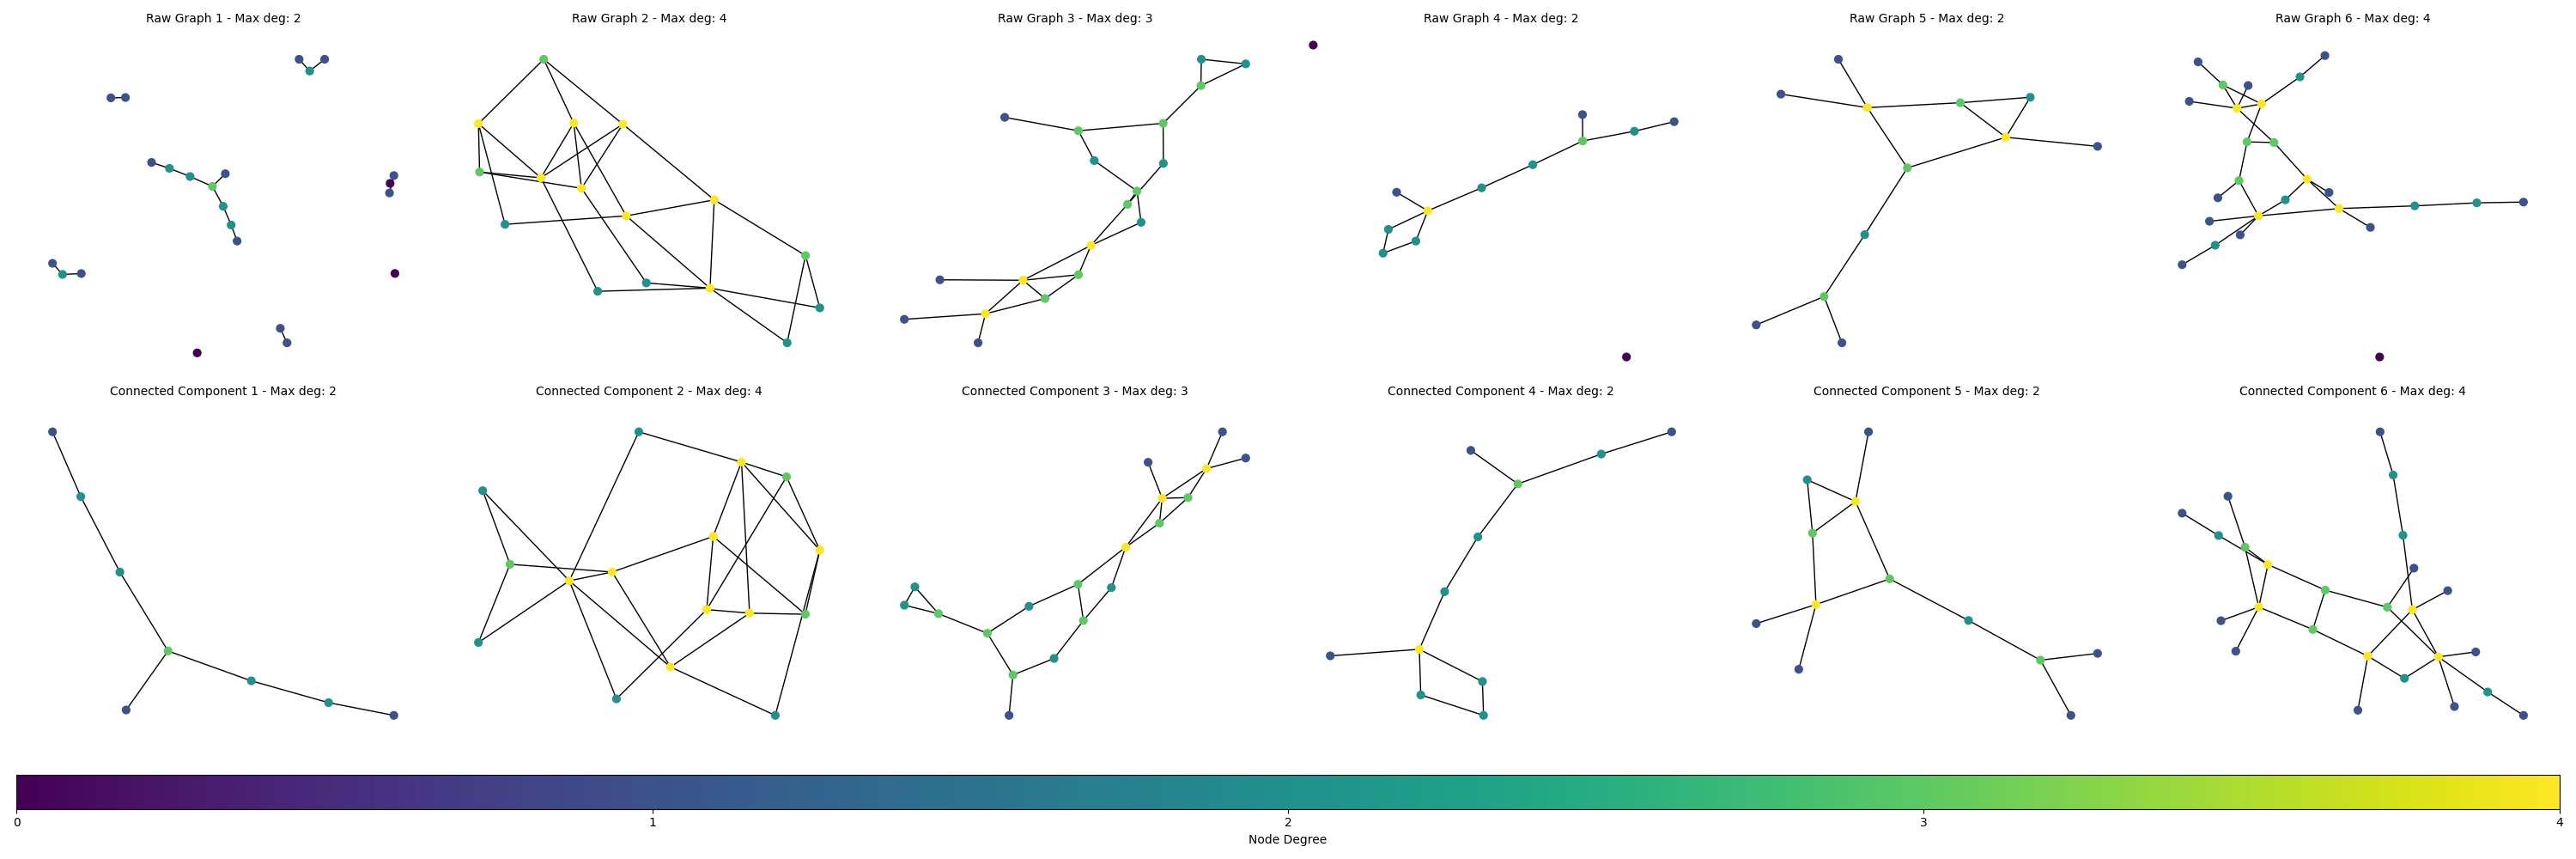 Raw Graph 1 - Max deg: 2
Raw Graph 2 - Max deg: 4
Raw Graph 3 - Max deg: 3
Raw Graph 4 - Max deg: 2
Raw Graph 5 - Max deg: 2
Raw Graph 6 - Max deg: 4
Connected Component 1 - Max deg: 2
Connected Component 2 - Max deg: 4
Connected Component 3 - Max deg: 3
Connected Component 4 - Max deg: 2
Connected Component 5 - Max deg: 2
Connected Component 6 - Max deg: 4
0 1 2 3 4
Node Degree